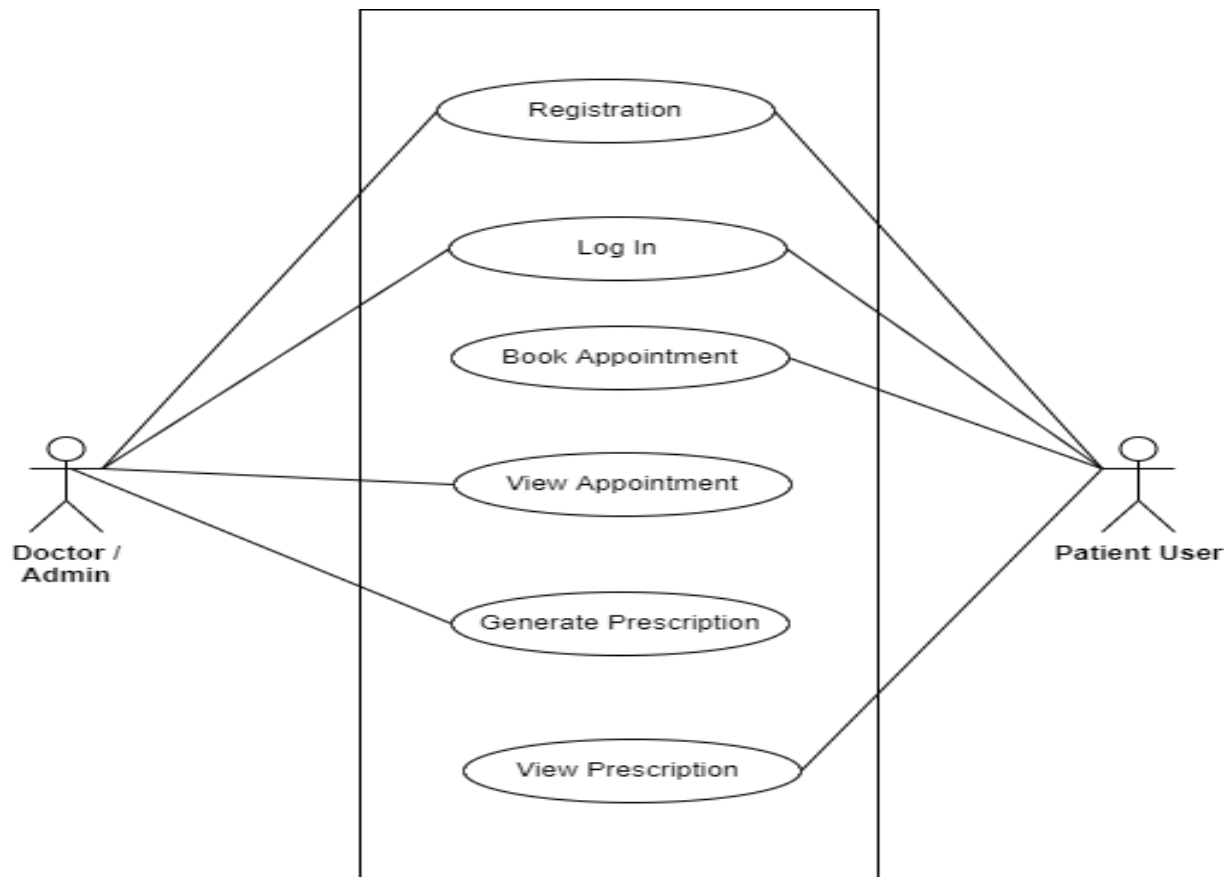 Registration
Log In
Book Appointment
View Appointment
Doctor /
Admin
Patient User
Generate Prescription
View Prescription